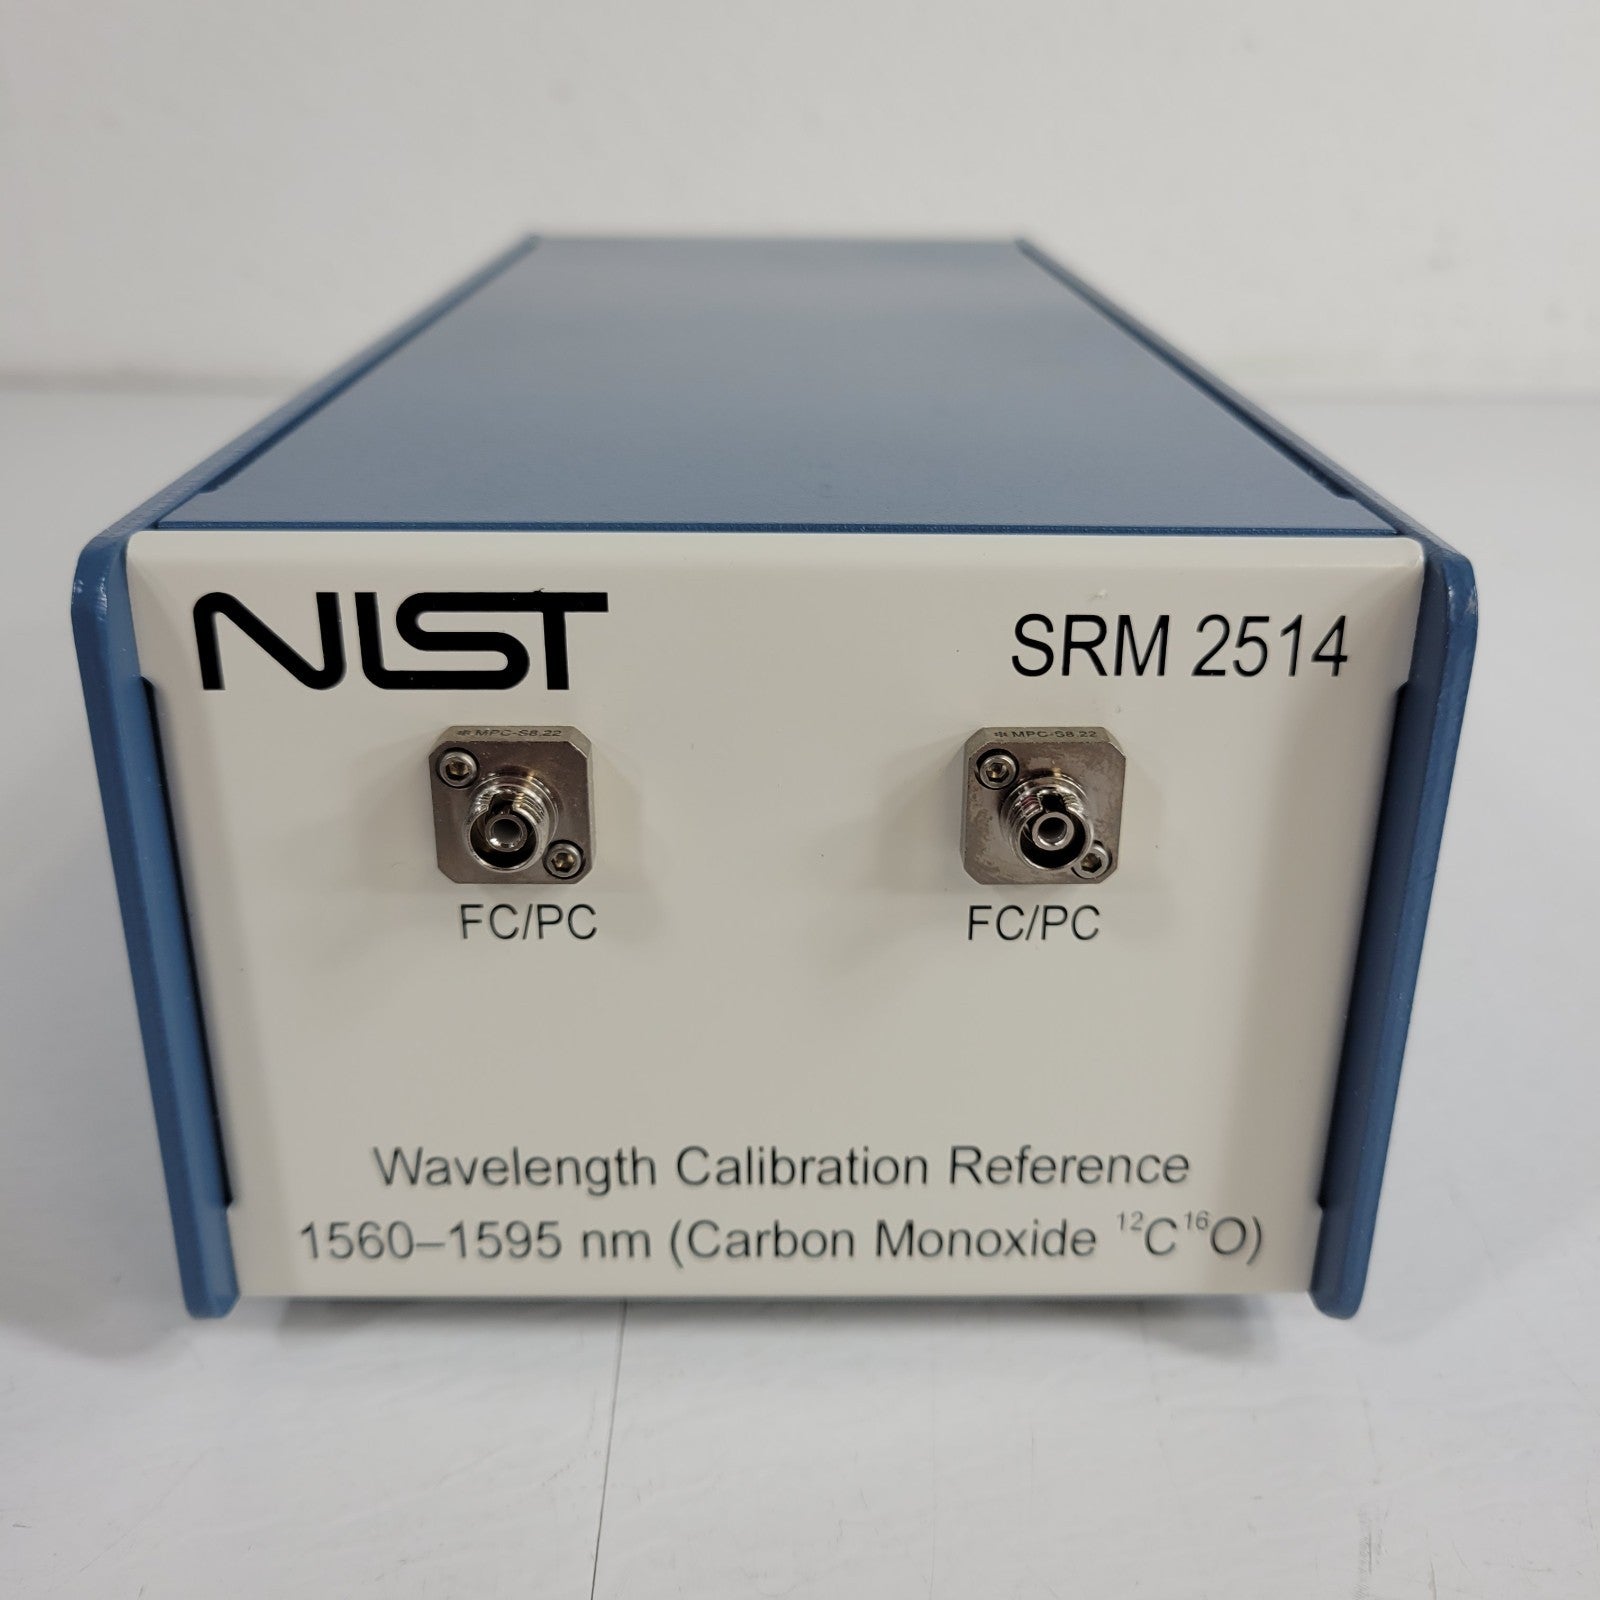 NIST
SRM 2514
MPC-S8.22
MPC-S8.22
FC/PC
FC/PC
Wavelength Calibration Reference
1560–1595 nm (Carbon Monoxide ¹²C¹⁶O)